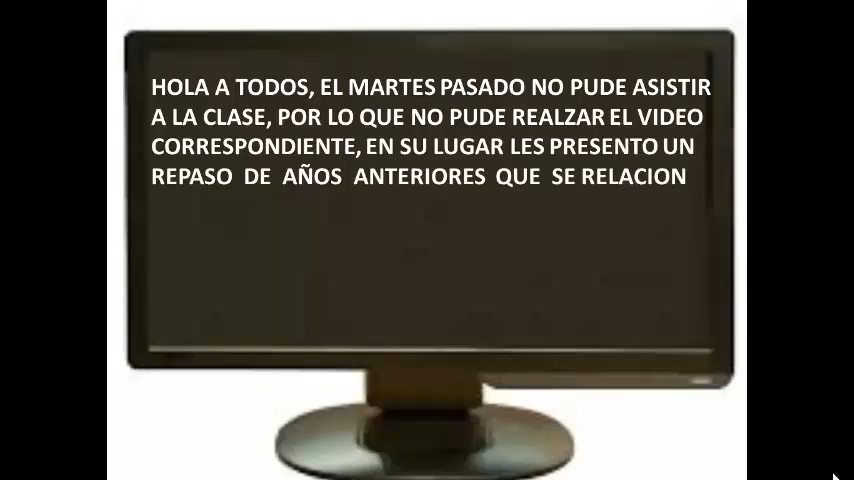 HOLA A TODOS, EL MARTES PASADO NO PUDE ASISTIR
A LA CLASE, POR LO QUE NO PUDE REALZAR EL VIDEO
CORRESPONDIENTE, EN SU LUGAR LES PRESENTO UN
REPASO DE AÑOS ANTERIORES QUE SE RELACION